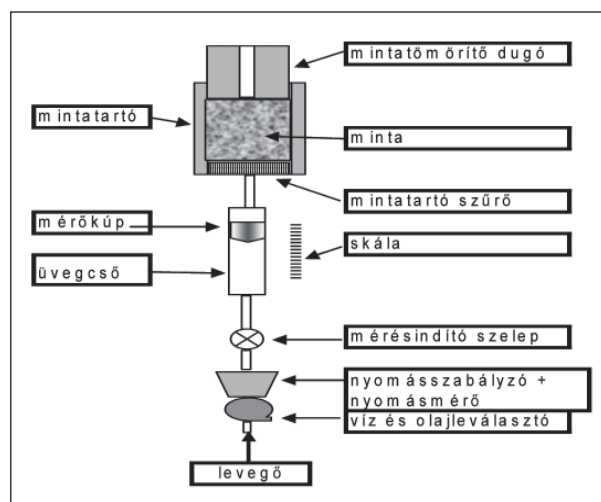 mintatömörítő dugó
mintatartó
minta
mintatartó szűrő
mérőkúp
skála
üvegcső
mérésindító szelep
nyomásszabályzó +
nyomásmérő
víz és olajleválasztó
levegő